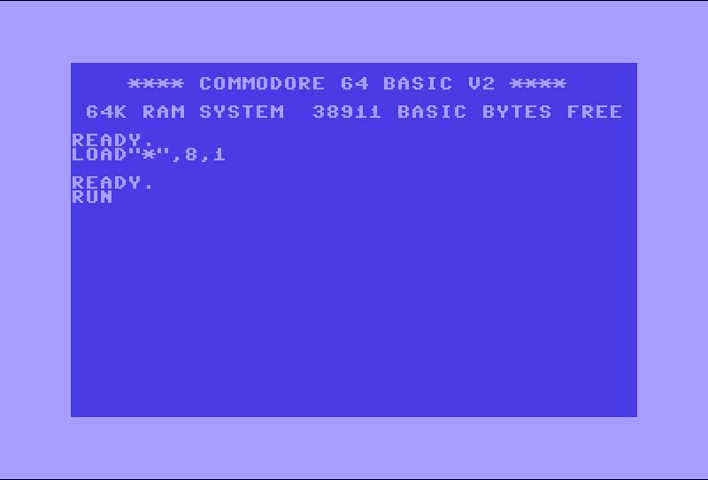 **** COMMODORE 64 BASIC V2 ****
64K RAM SYSTEM  38911 BASIC BYTES FREE
READY.
LOAD"*",8,1
READY.
RUN